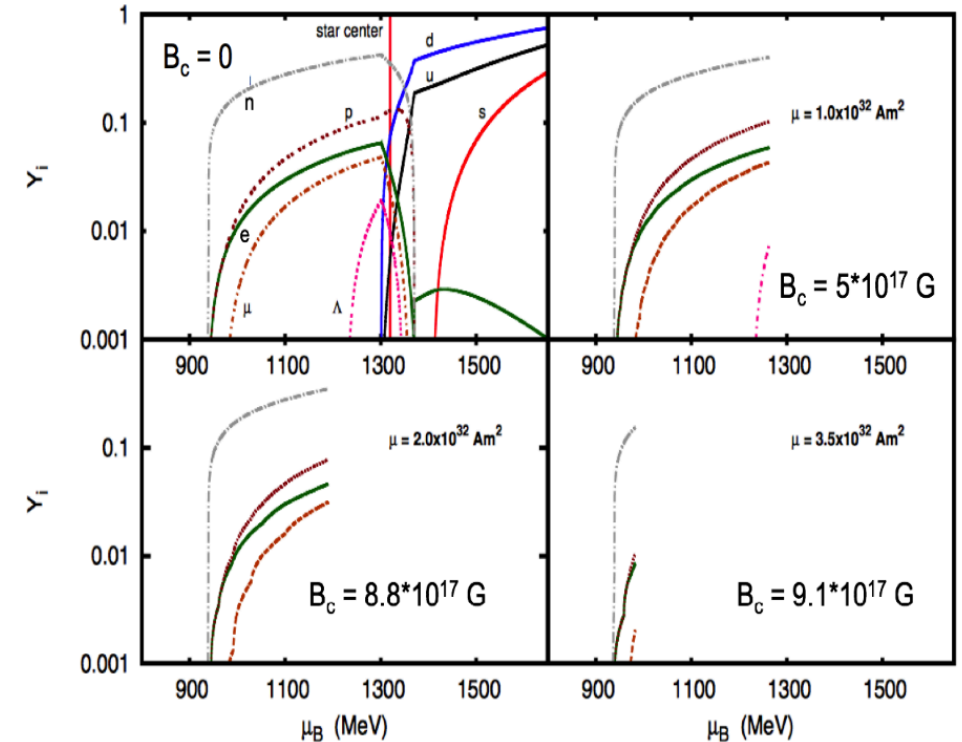 star center
B_c = 0
n
p
e
μ
Λ
d
u
s
Y_i
1
0.1
0.01
0.001
900 1100 1300 1500
μ = 1.0x10^32 Am^2
B_c = 5*10^17 G
900 1100 1300 1500
μ = 2.0x10^32 Am^2
B_c = 8.8*10^17 G
Y_i
0.1
0.01
0.001
900 1100 1300 1500
μ_B (MeV)
μ = 3.5x10^32 Am^2
B_c = 9.1*10^17 G
900 1100 1300 1500
μ_B (MeV)